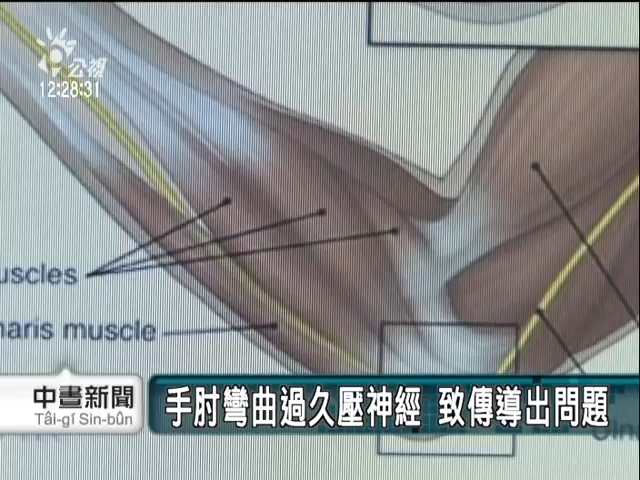 公視
12:28:31
uscles
naris muscle
中晝新聞
Tâi-gí Sin-bûn
手肘彎曲過久壓神經 致傳導出問題